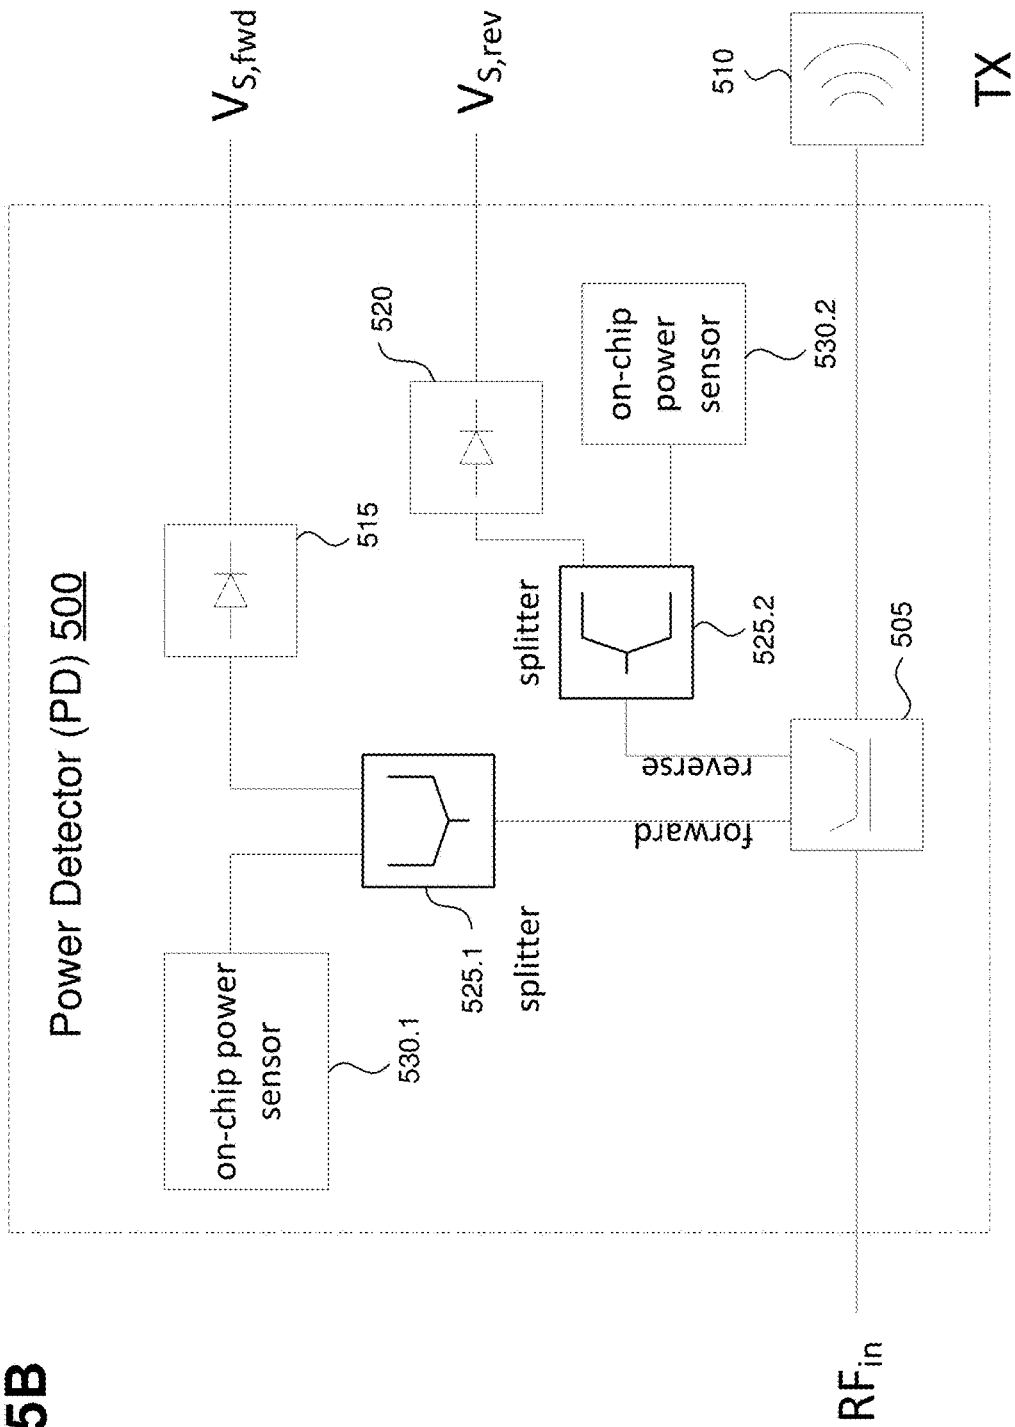 5B
Power Detector (PD) 500
on-chip power
sensor
530.1
525.1
splitter
515
V_S,fwd
520
V_S,rev
splitter
525.2
on-chip
power
sensor
530.2
forward
reverse
505
510
RF_in
TX